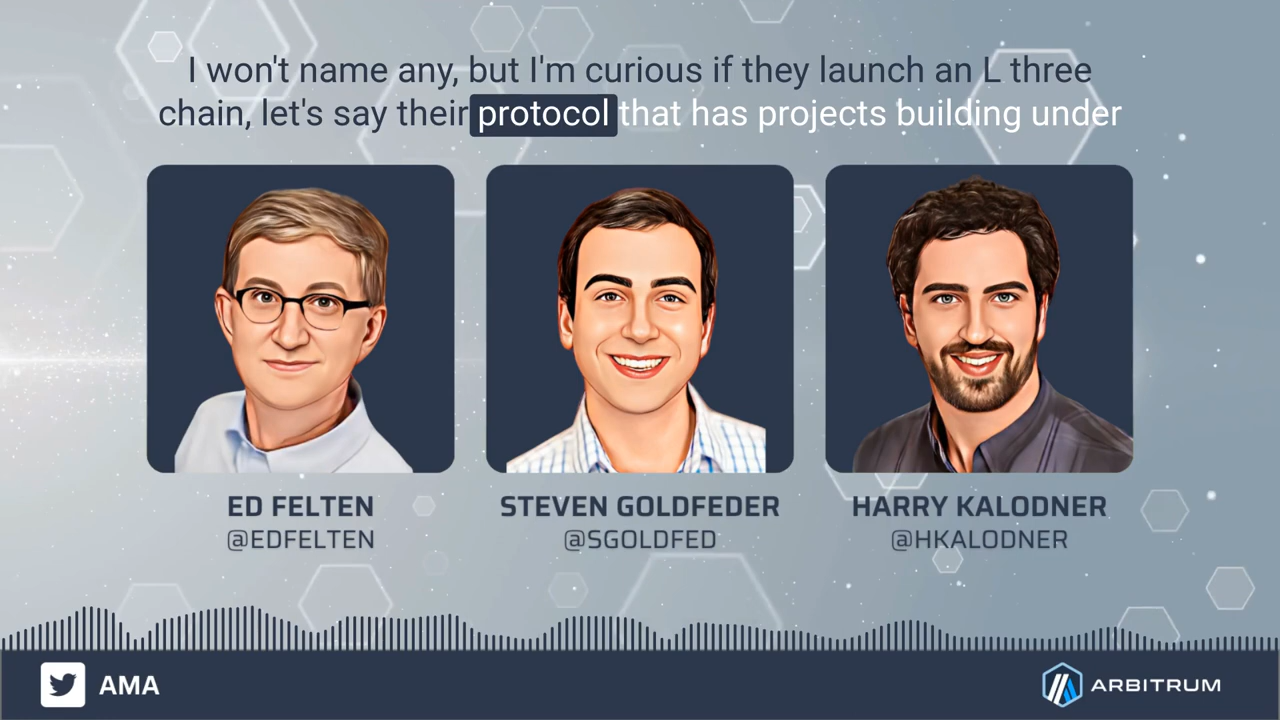 I won't name any, but I'm curious if they launch an L three
chain, let's say their protocol that has projects building under
ED FELTEN
@EDFELTEN
STEVEN GOLDFEDER
@SGOLDFED
HARRY KALODNER
@HKALODNER
AMA
ARBITRUM